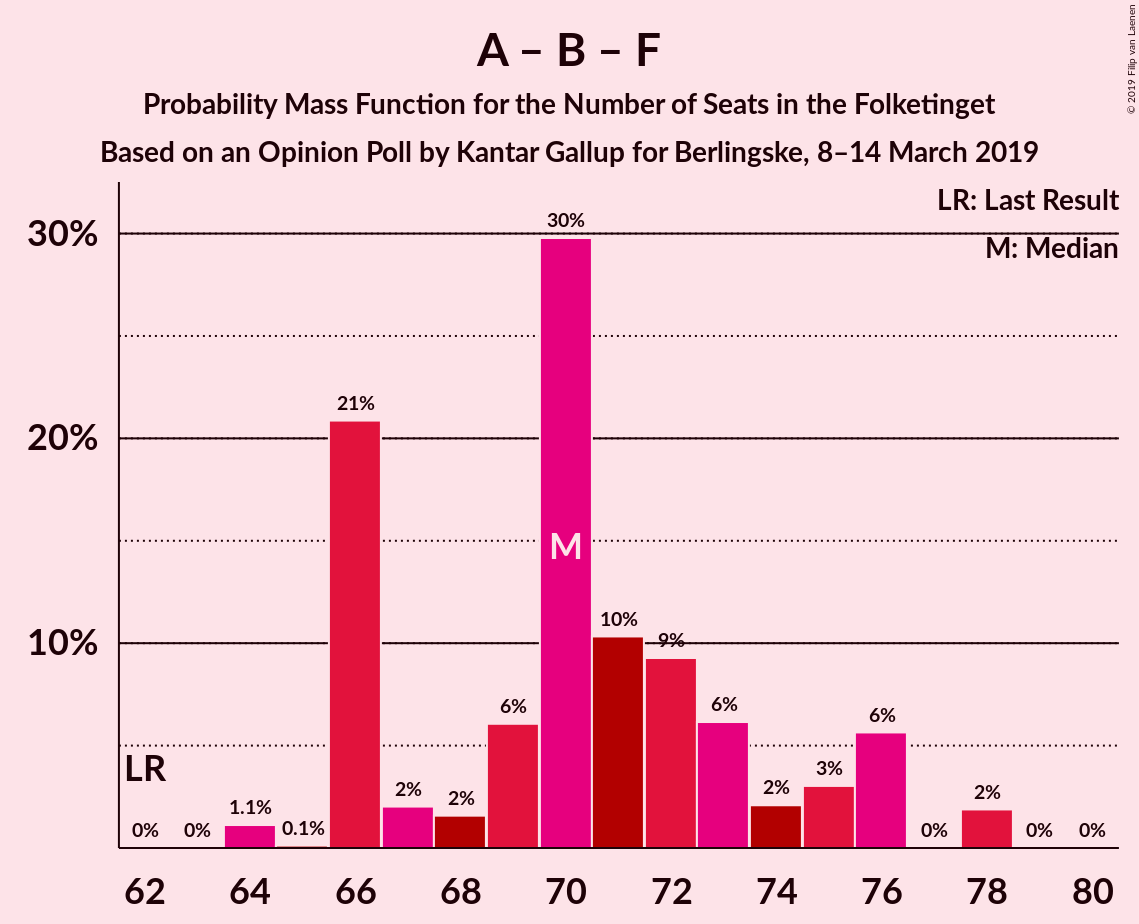 A – B – F
Probability Mass Function for the Number of Seats in the Folketinget
Based on an Opinion Poll by Kantar Gallup for Berlingske, 8–14 March 2019
© 2019 Filip van Laenen
LR: Last Result
M: Median
30%
20%
10%
LR
M
0%
0%
1.1%
0.1%
21%
2%
2%
6%
30%
10%
9%
6%
2%
3%
6%
0%
2%
0%
0%
62 64 66 68 70 72 74 76 78 80